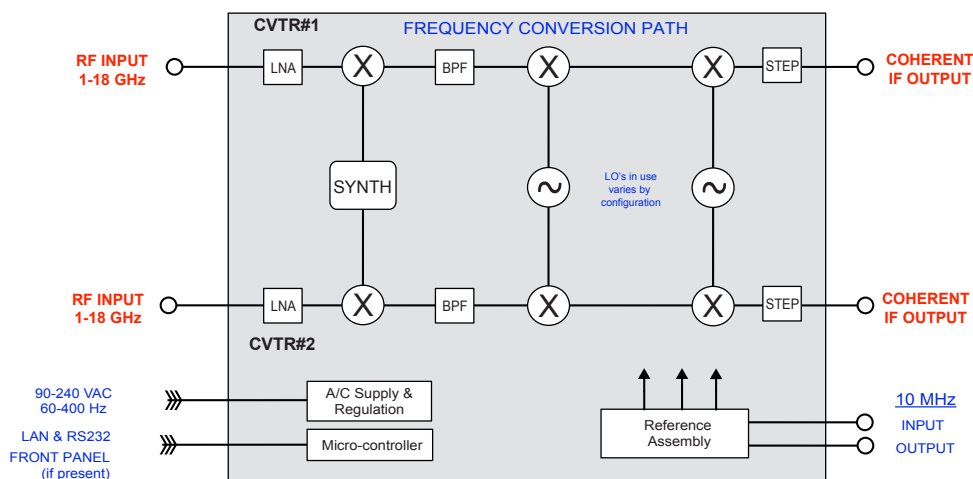 CVTR#1
FREQUENCY CONVERSION PATH
RF INPUT
1-18 GHz
LNA
X
BPF
X
X
STEP
COHERENT
IF OUTPUT
SYNTH
~
LO's in use
varies by
configuration
~
RF INPUT
1-18 GHz
LNA
X
BPF
X
X
STEP
COHERENT
IF OUTPUT
CVTR#2
90-240 VAC
60-400 Hz
A/C Supply &
Regulation
LAN & RS232
FRONT PANEL
(if present)
Micro-controller
Reference
Assembly
10 MHz
INPUT
OUTPUT